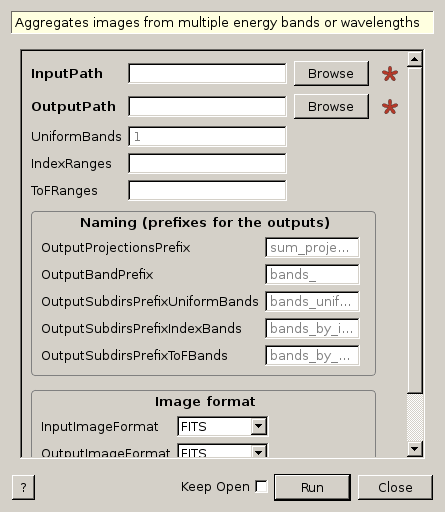 Aggregates images from multiple energy bands or wavelengths
InputPath Browse *
OutputPath Browse *
UniformBands 1
IndexRanges
ToFRanges
Naming (prefixes for the outputs)
OutputProjectionsPrefix sum_proje...
OutputBandPrefix bands_
OutputSubdirsPrefixUniformBands bands_unif...
OutputSubdirsPrefixIndexBands bands_by_i...
OutputSubdirsPrefixToFBands bands_by_...
Image format
InputImageFormat FITS
OutputImageFormat FITS
? Keep Open Run Close